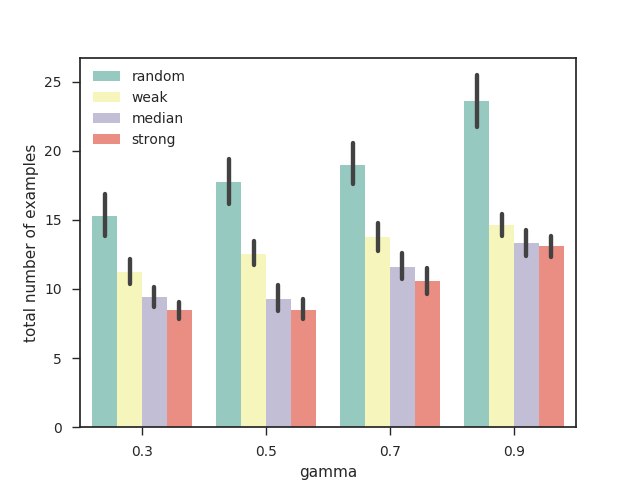 random
weak
median
strong
total number of examples
25
20
15
10
5
0
0.3 0.5 0.7 0.9
gamma